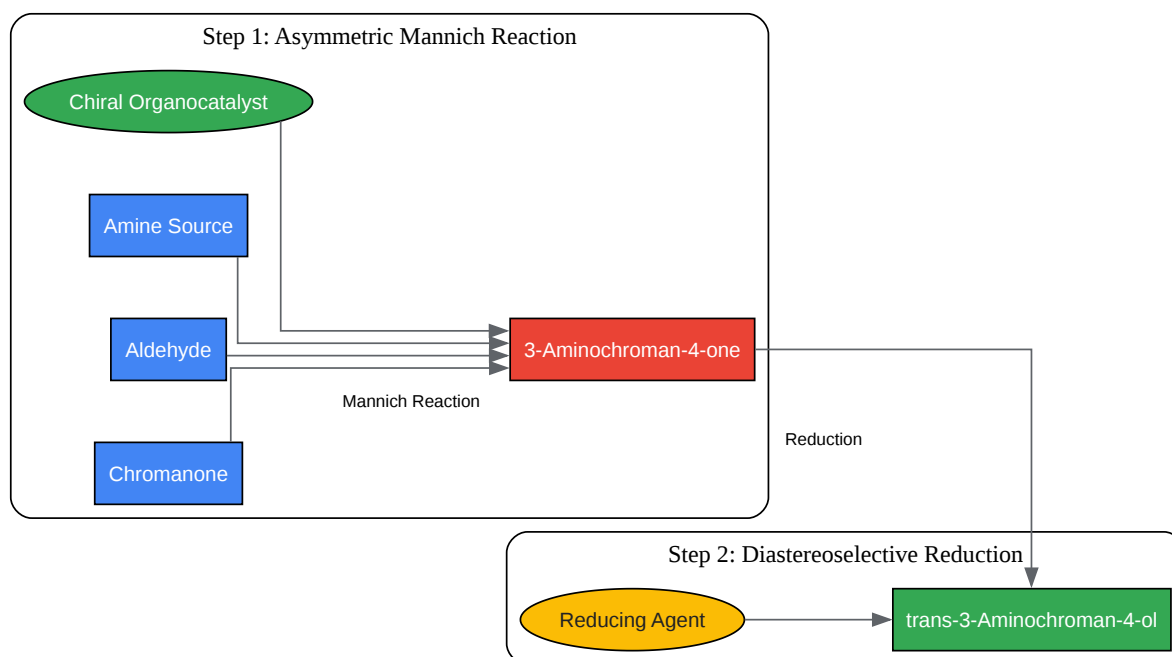 Step 1: Asymmetric Mannich Reaction
Chiral Organocatalyst
Amine Source
Aldehyde
3-Aminochroman-4-one
Mannich Reaction
Chromanone
Reduction
Step 2: Diastereoselective Reduction
Reducing Agent
trans-3-Aminochroman-4-ol